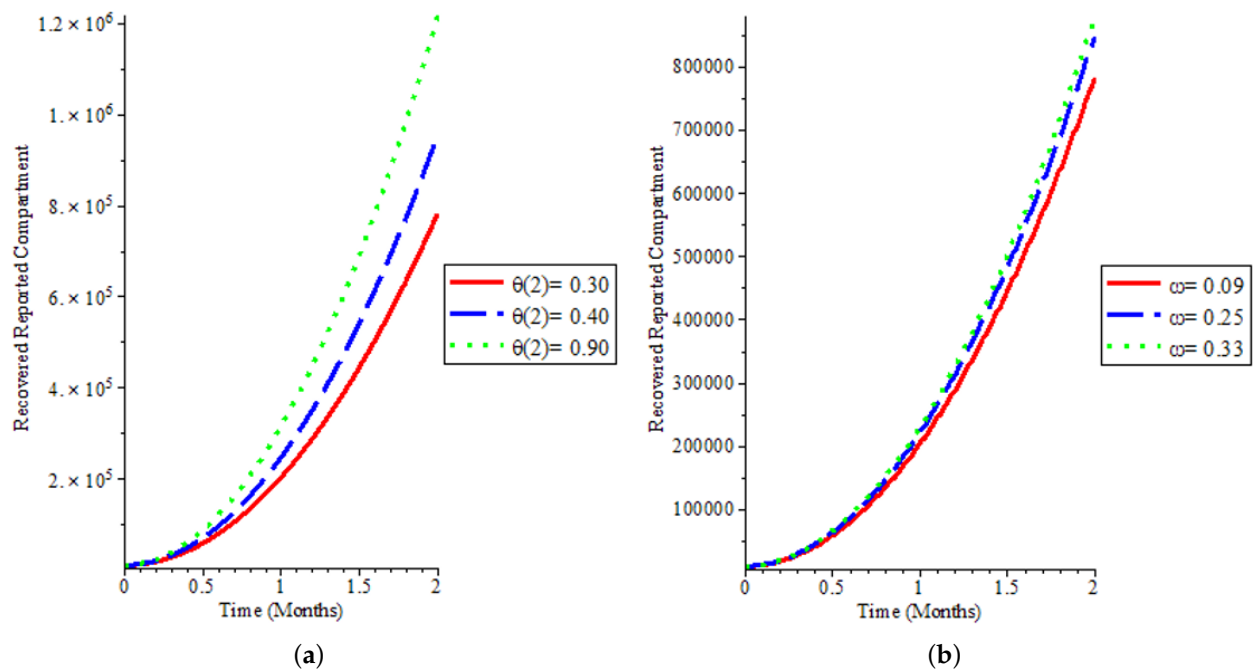 1.2 × 10⁶
1. × 10⁶
8. × 10⁵
6. × 10⁵
4. × 10⁵
2. × 10⁵
Recovered Reported Compartment
0
0.5
1
1.5
2
Time (Months)
θ(2)= 0.30
θ(2)= 0.40
θ(2)= 0.90
(a)
800000
700000
600000
500000
400000
300000
200000
100000
Recovered Reported Compartment
0
0.5
1
1.5
2
Time (Months)
ω= 0.09
ω= 0.25
ω= 0.33
(b)